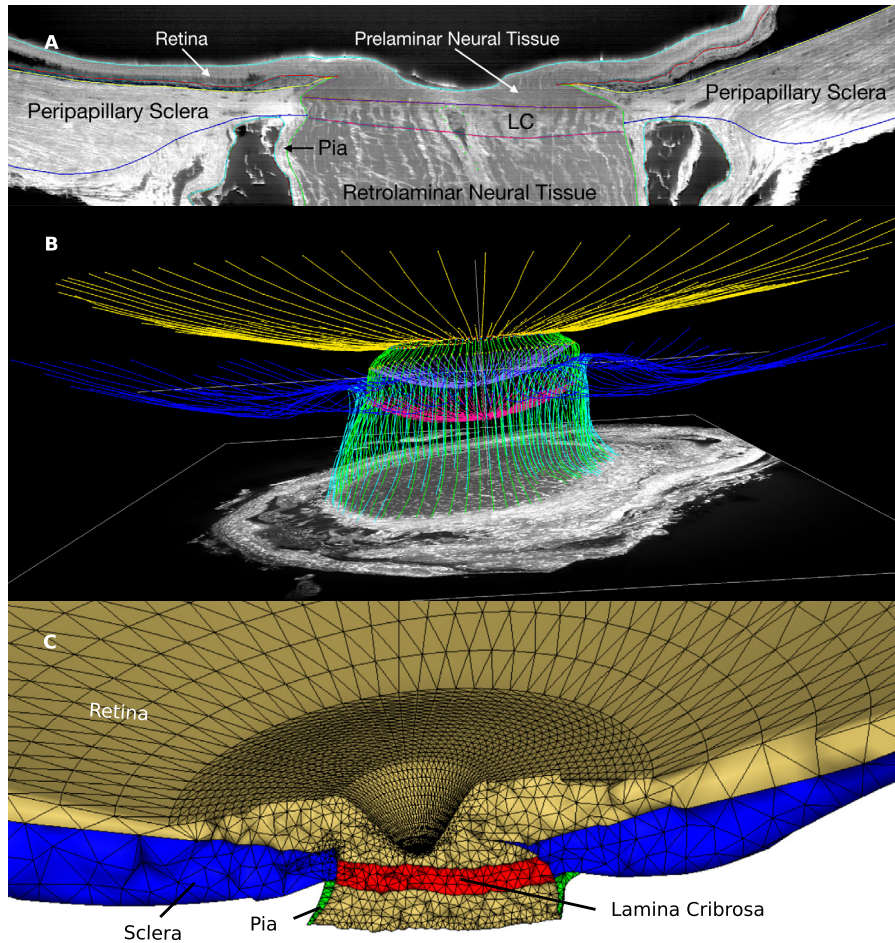 A
Retina
Prelaminar Neural Tissue
Peripapillary Sclera
Peripapillary Sclera
LC
Pia
Retrolaminar Neural Tissue
B
C
Retina
Sclera
Pia
Lamina Cribrosa